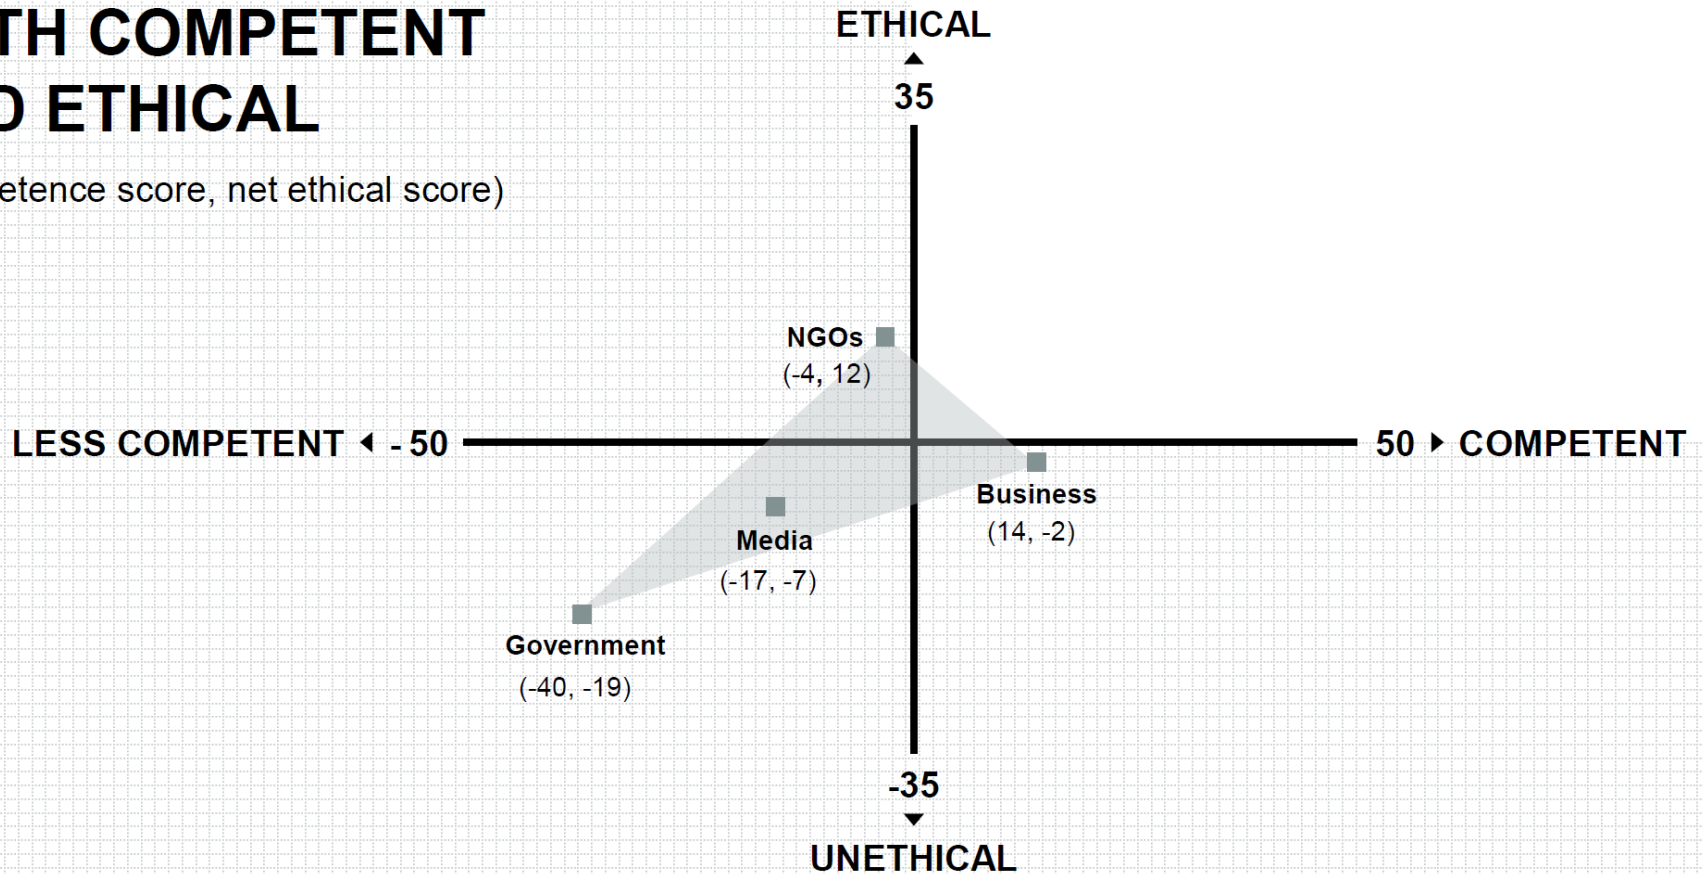 TH COMPETENT
D ETHICAL
etence score, net ethical score)
ETHICAL
35
NGOs
(-4, 12)
LESS COMPETENT
- 50
50
COMPETENT
Business
(14, -2)
Media
(-17, -7)
Government
(-40, -19)
-35
UNETHICAL